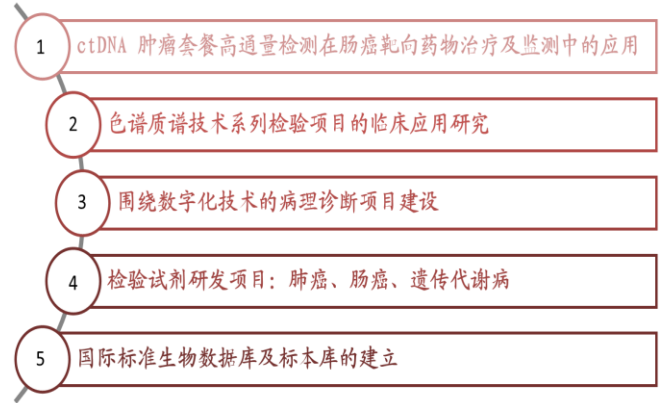 1 ctDNA 肿瘤套餐高通量检测在肠癌靶向药物治疗及监测中的应用
2 色谱质谱技术系列检验项目的临床应用研究
3 围绕数字化技术的病理诊断项目建设
4 检验试剂研发项目：肺癌、肠癌、遗传代谢病
5 国际标准生物数据库及标本库的建立